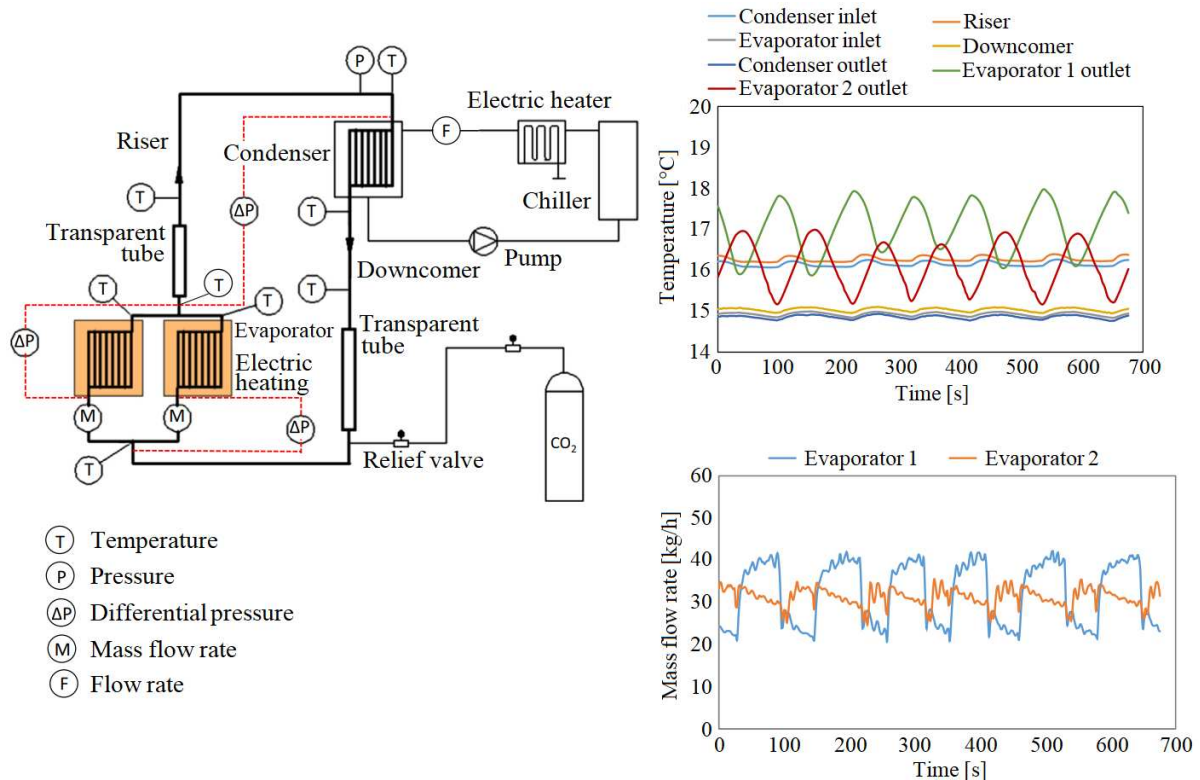 P
T
Electric heater
Riser
Condenser
F
T
ΔP
T
Chiller
Transparent
tube
Pump
Downcomer
T
T
T
T
Transparent
tube
Evaporator
ΔP
Electric
heating
M
M
ΔP
CO2
T
Relief valve
T Temperature
P Pressure
ΔP Differential pressure
M Mass flow rate
F Flow rate
Condenser inlet
Riser
Evaporator inlet
Downcomer
Condenser outlet
Evaporator 1 outlet
Evaporator 2 outlet
Temperature [°C]
20
19
18
17
16
15
14
0 100 200 300 400 500 600 700
Time [s]
Evaporator 1 Evaporator 2
Mass flow rate [kg/h]
60
50
40
30
20
10
0
0 100 200 300 400 500 600 700
Time [s]